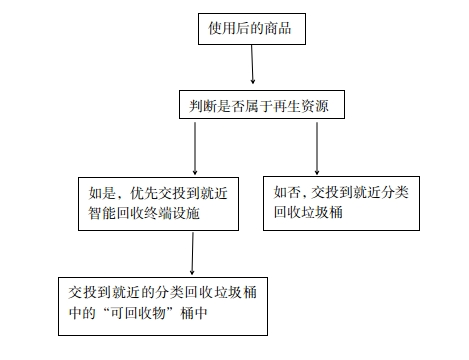 使用后的商品
判断是否属于再生资源
如是，优先交投到就近
智能回收终端设施
如否，交投到就近分类
回收垃圾桶
交投到就近的分类回收垃圾桶
中的“可回收物”桶中